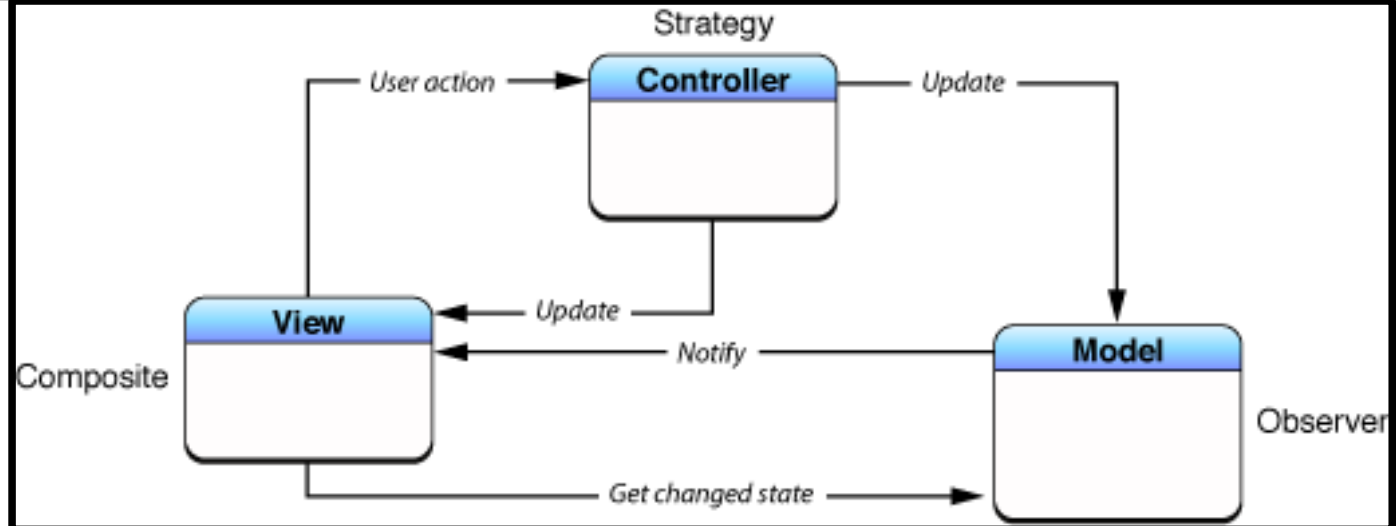 Strategy
User action
Controller
Update
Update
View
Notify
Model
Composite
Observer
Get changed state